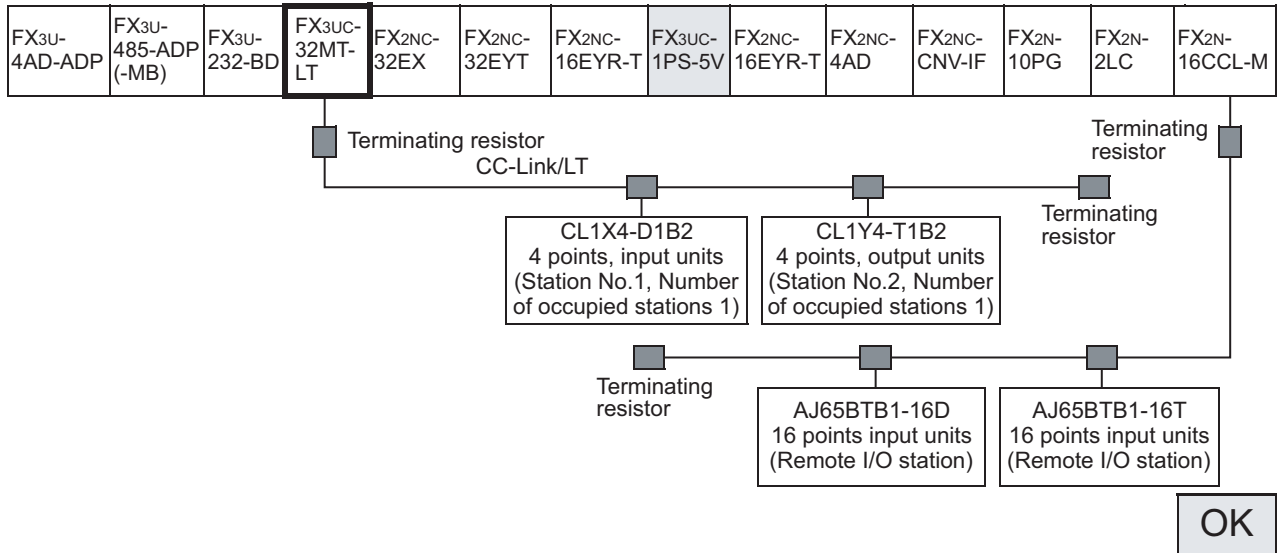 FX3U-
4AD-ADP
FX3U-
485-ADP
(-MB)
FX3U-
232-BD
FX3UC-
32MT-
LT
FX2NC-
32EX
FX2NC-
32EYT
FX2NC-
16EYR-T
FX3UC-
1PS-5V
FX2NC-
16EYR-T
FX2NC-
4AD
FX2NC-
CNV-IF
FX2N-
10PG
FX2N-
2LC
FX2N-
16CCL-M
Terminating resistor
CC-Link/LT
Terminating
resistor
Terminating
resistor
CL1X4-D1B2
4 points, input units
(Station No.1, Number
of occupied stations 1)
CL1Y4-T1B2
4 points, output units
(Station No.2, Number
of occupied stations 1)
Terminating
resistor
AJ65BTB1-16D
16 points input units
(Remote I/O station)
AJ65BTB1-16T
16 points input units
(Remote I/O station)
OK